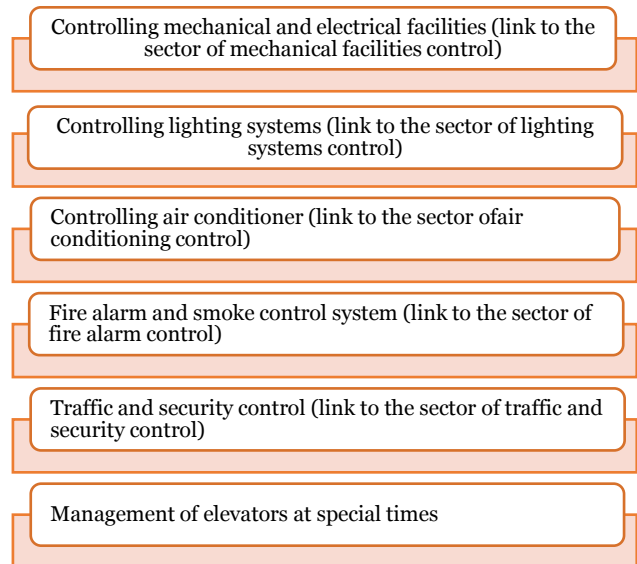 Controlling mechanical and electrical facilities (link to the
sector of mechanical facilities control)
Controlling lighting systems (link to the sector of lighting
systems control)
Controlling air conditioner (link to the sector ofair
conditioning control)
Fire alarm and smoke control system (link to the sector of
fire alarm control)
Traffic and security control (link to the sector of traffic and
security control)
Management of elevators at special times